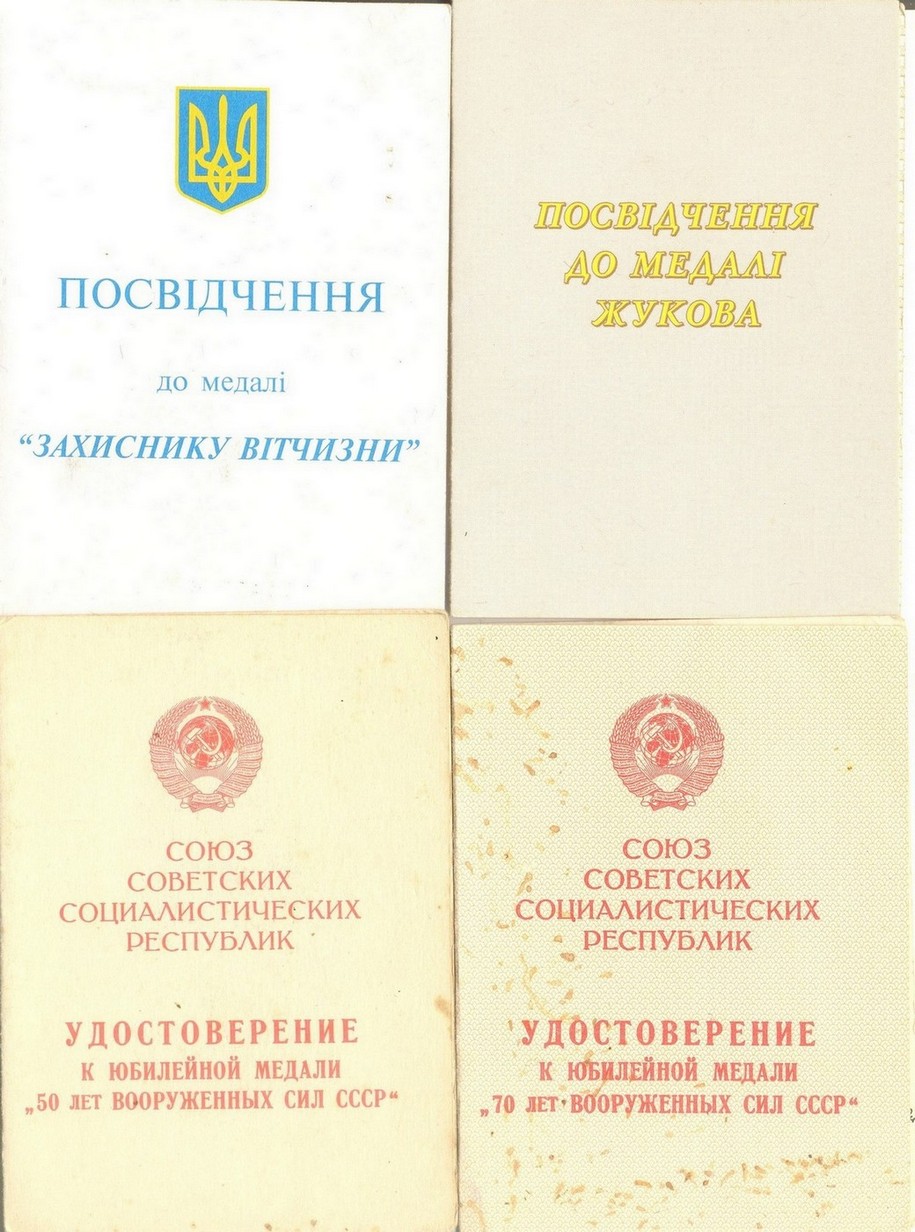 ПОСВІДЧЕННЯ
до медалі
“ЗАХИСНИКУ ВІТЧИЗНИ”
ПОСВІДЧЕННЯ
ДО МЕДАЛІ
ЖУКОВА
СОЮЗ
СОВЕТСКИХ
СОЦИАЛИСТИЧЕСКИХ
РЕСПУБЛИК
УДОСТОВЕРЕНИЕ
К ЮБИЛЕЙНОЙ МЕДАЛИ
„50 ЛЕТ ВООРУЖЕННЫХ СИЛ СССР“
СОЮЗ
СОВЕТСКИХ
СОЦИАЛИСТИЧЕСКИХ
РЕСПУБЛИК
УДОСТОВЕРЕНИЕ
К ЮБИЛЕЙНОЙ МЕДАЛИ
„70 ЛЕТ ВООРУЖЕННЫХ СИЛ СССР“